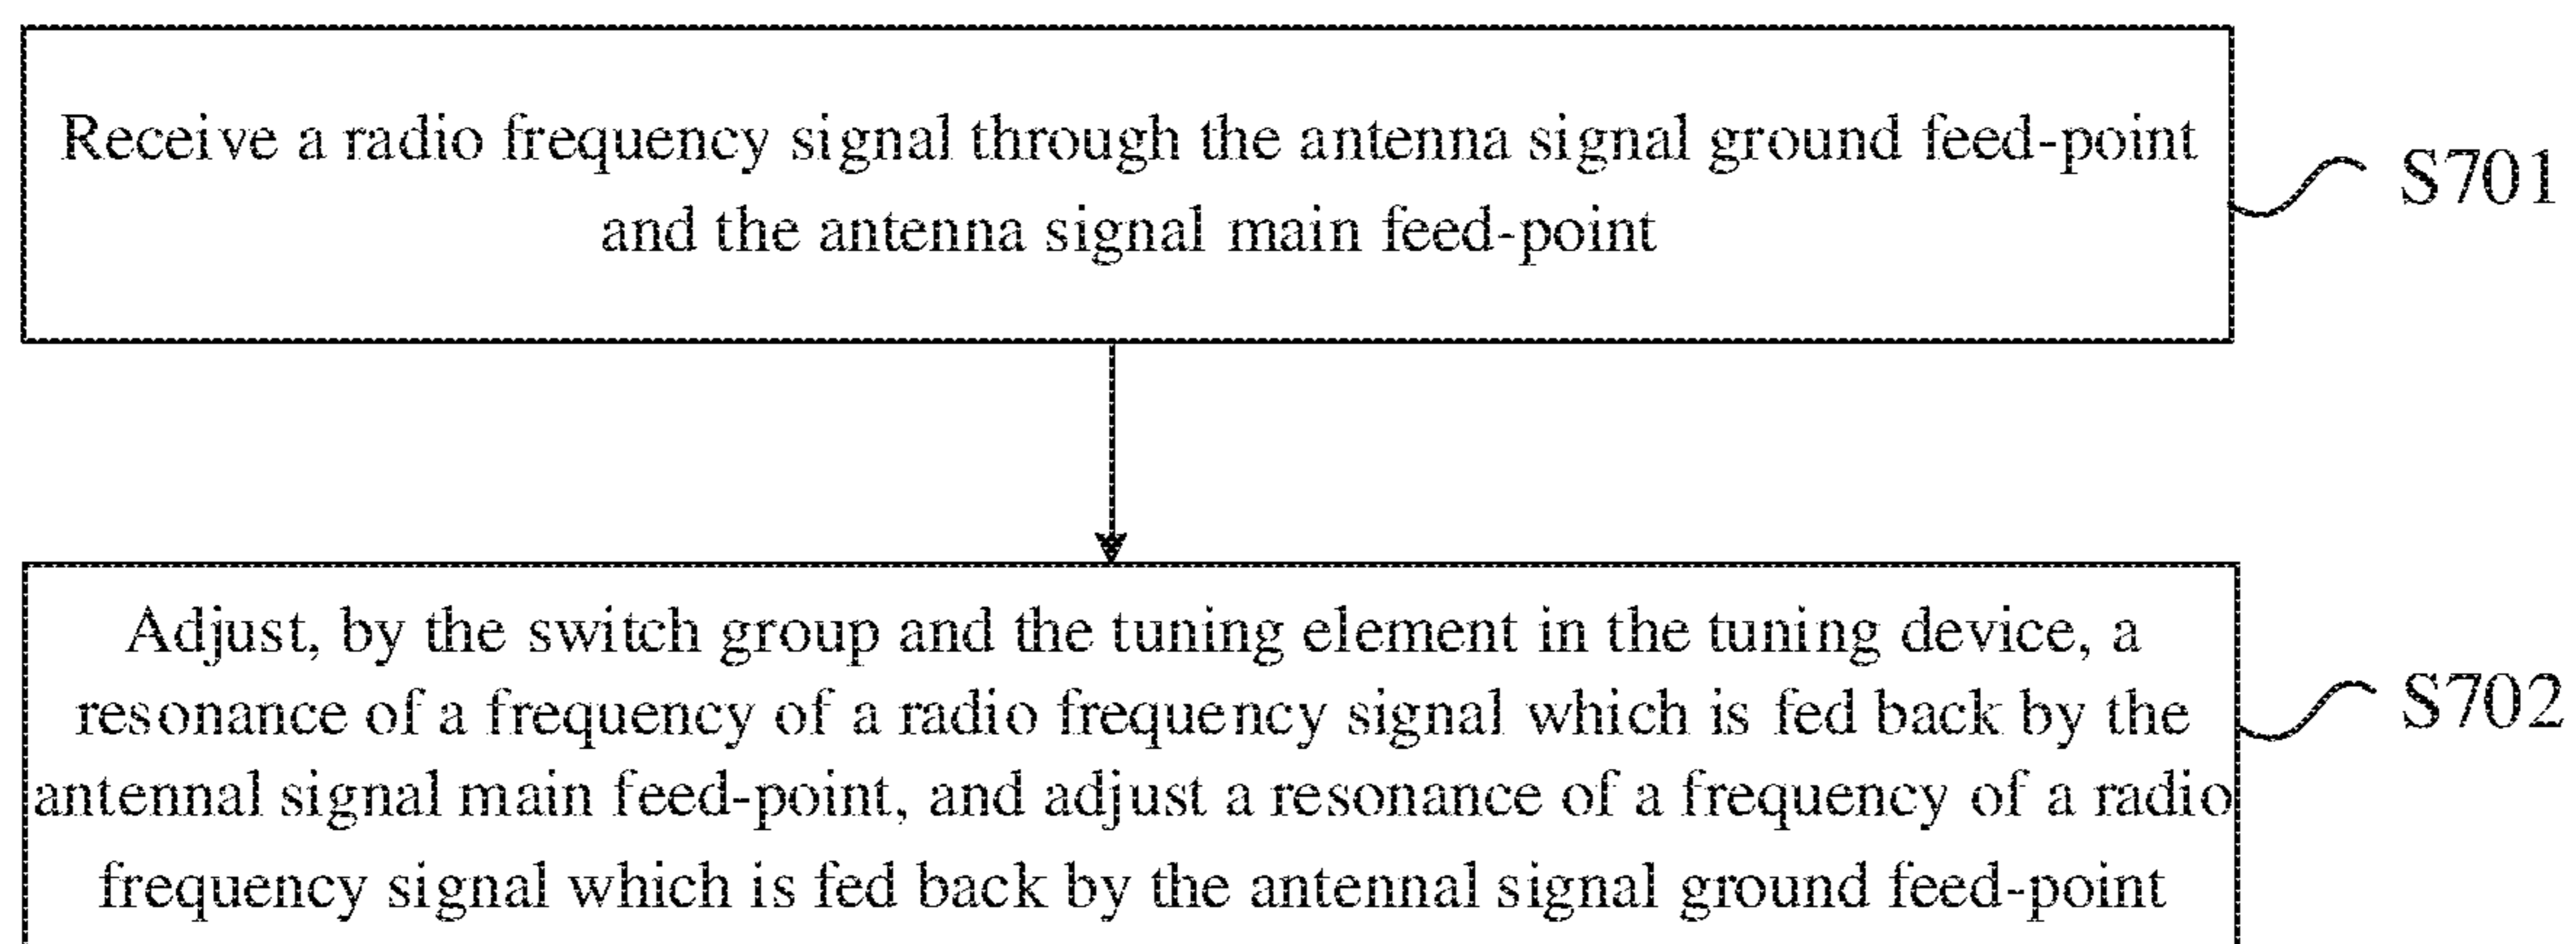 Receive a radio frequency signal through the antenna signal ground feed-point
and the antenna signal main feed-point
S701
Adjust, by the switch group and the tuning element in the tuning device, a
resonance of a frequency of a radio frequency signal which is fed back by the
antennal signal main feed-point, and adjust a resonance of a frequency of a radio
frequency signal which is fed back by the antennal signal ground feed-point
S702